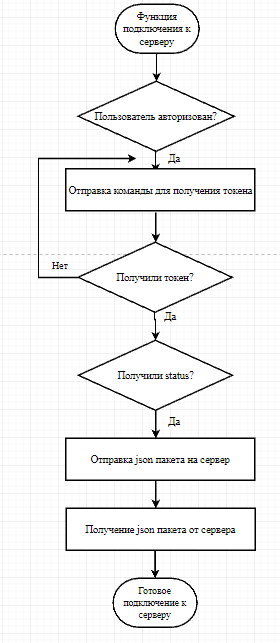 Функция
подключения к
серверу
Пользователь авторизован?
Да
Отправка команды для получения токена
Получили токен?
Нет
Да
Получили status?
Да
Отправка json пакета на сервер
Получение json пакета от сервера
Готовое
подключение к
серверу